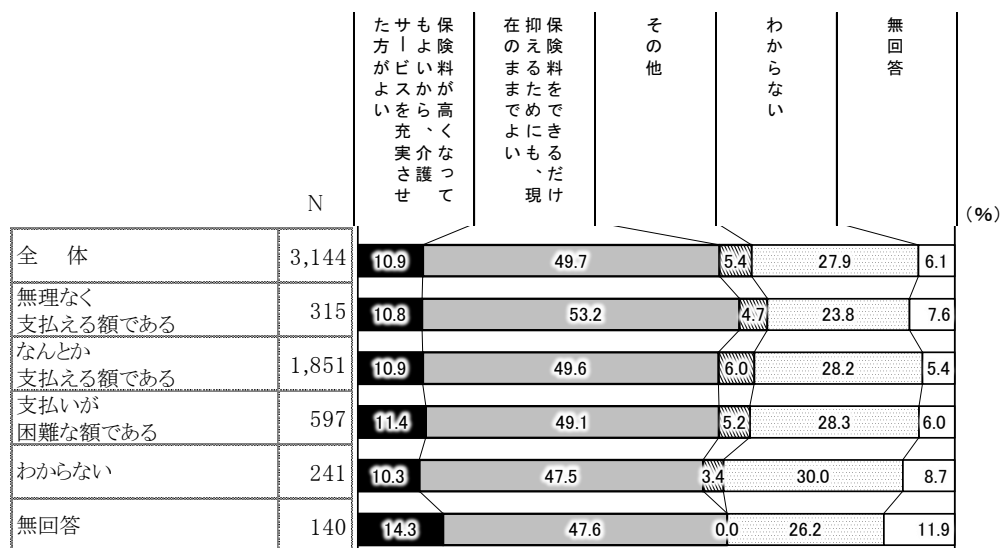 保険料が高くなって
もよいから、介護
サービスを充実させ
た方がよい
保険料をできるだけ
抑えるためにも、現
在のままでよい
その他
わからない
無回答
N
(%)
全 体 3,144 10.9 49.7 5.4 27.9 6.1
無理なく
支払える額である 315 10.8 53.2 4.7 23.8 7.6
なんとか
支払える額である 1,851 10.9 49.6 6.0 28.2 5.4
支払いが
困難な額である 597 11.4 49.1 5.2 28.3 6.0
わからない 241 10.3 47.5 3.4 30.0 8.7
無回答 140 14.3 47.6 0.0 26.2 11.9